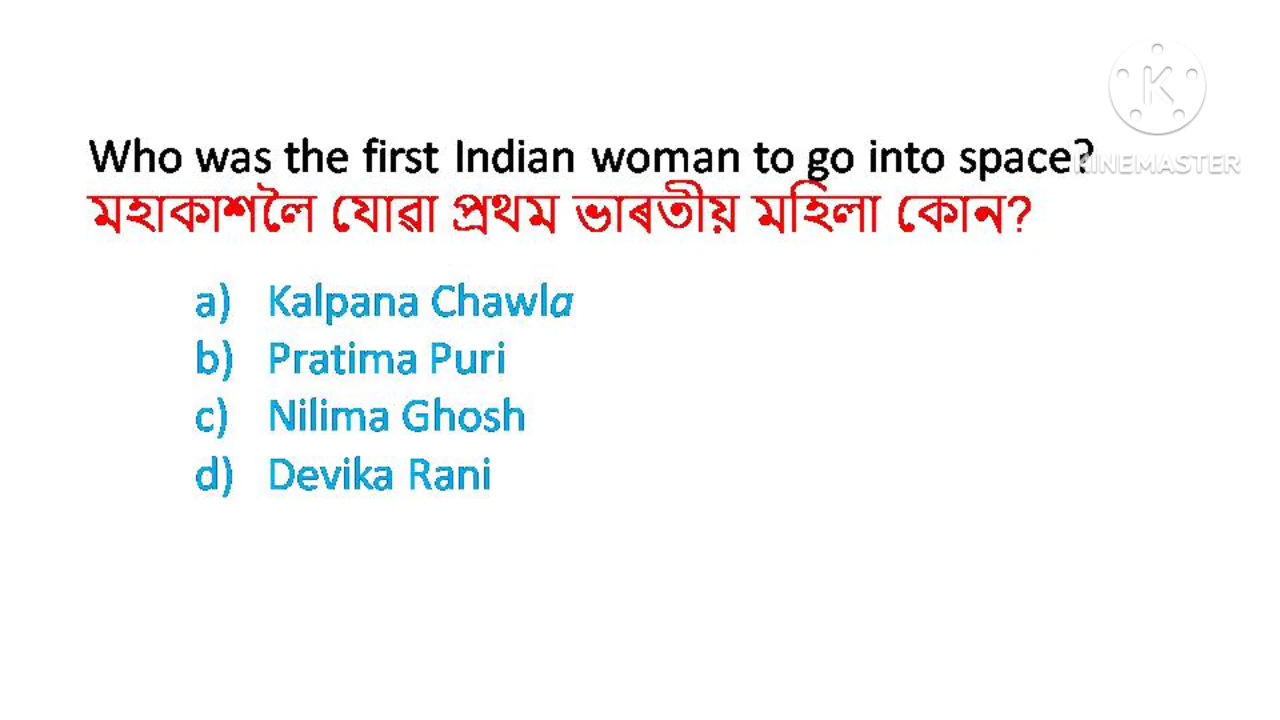 Who was the first Indian woman to go into space?
মহাকাশলৈ যোৱা প্ৰথম ভাৰতীয় মহিলা কোন?
a) Kalpana Chawla
b) Pratima Puri
c) Nilima Ghosh
d) Devika Rani
K
KINEMASTER